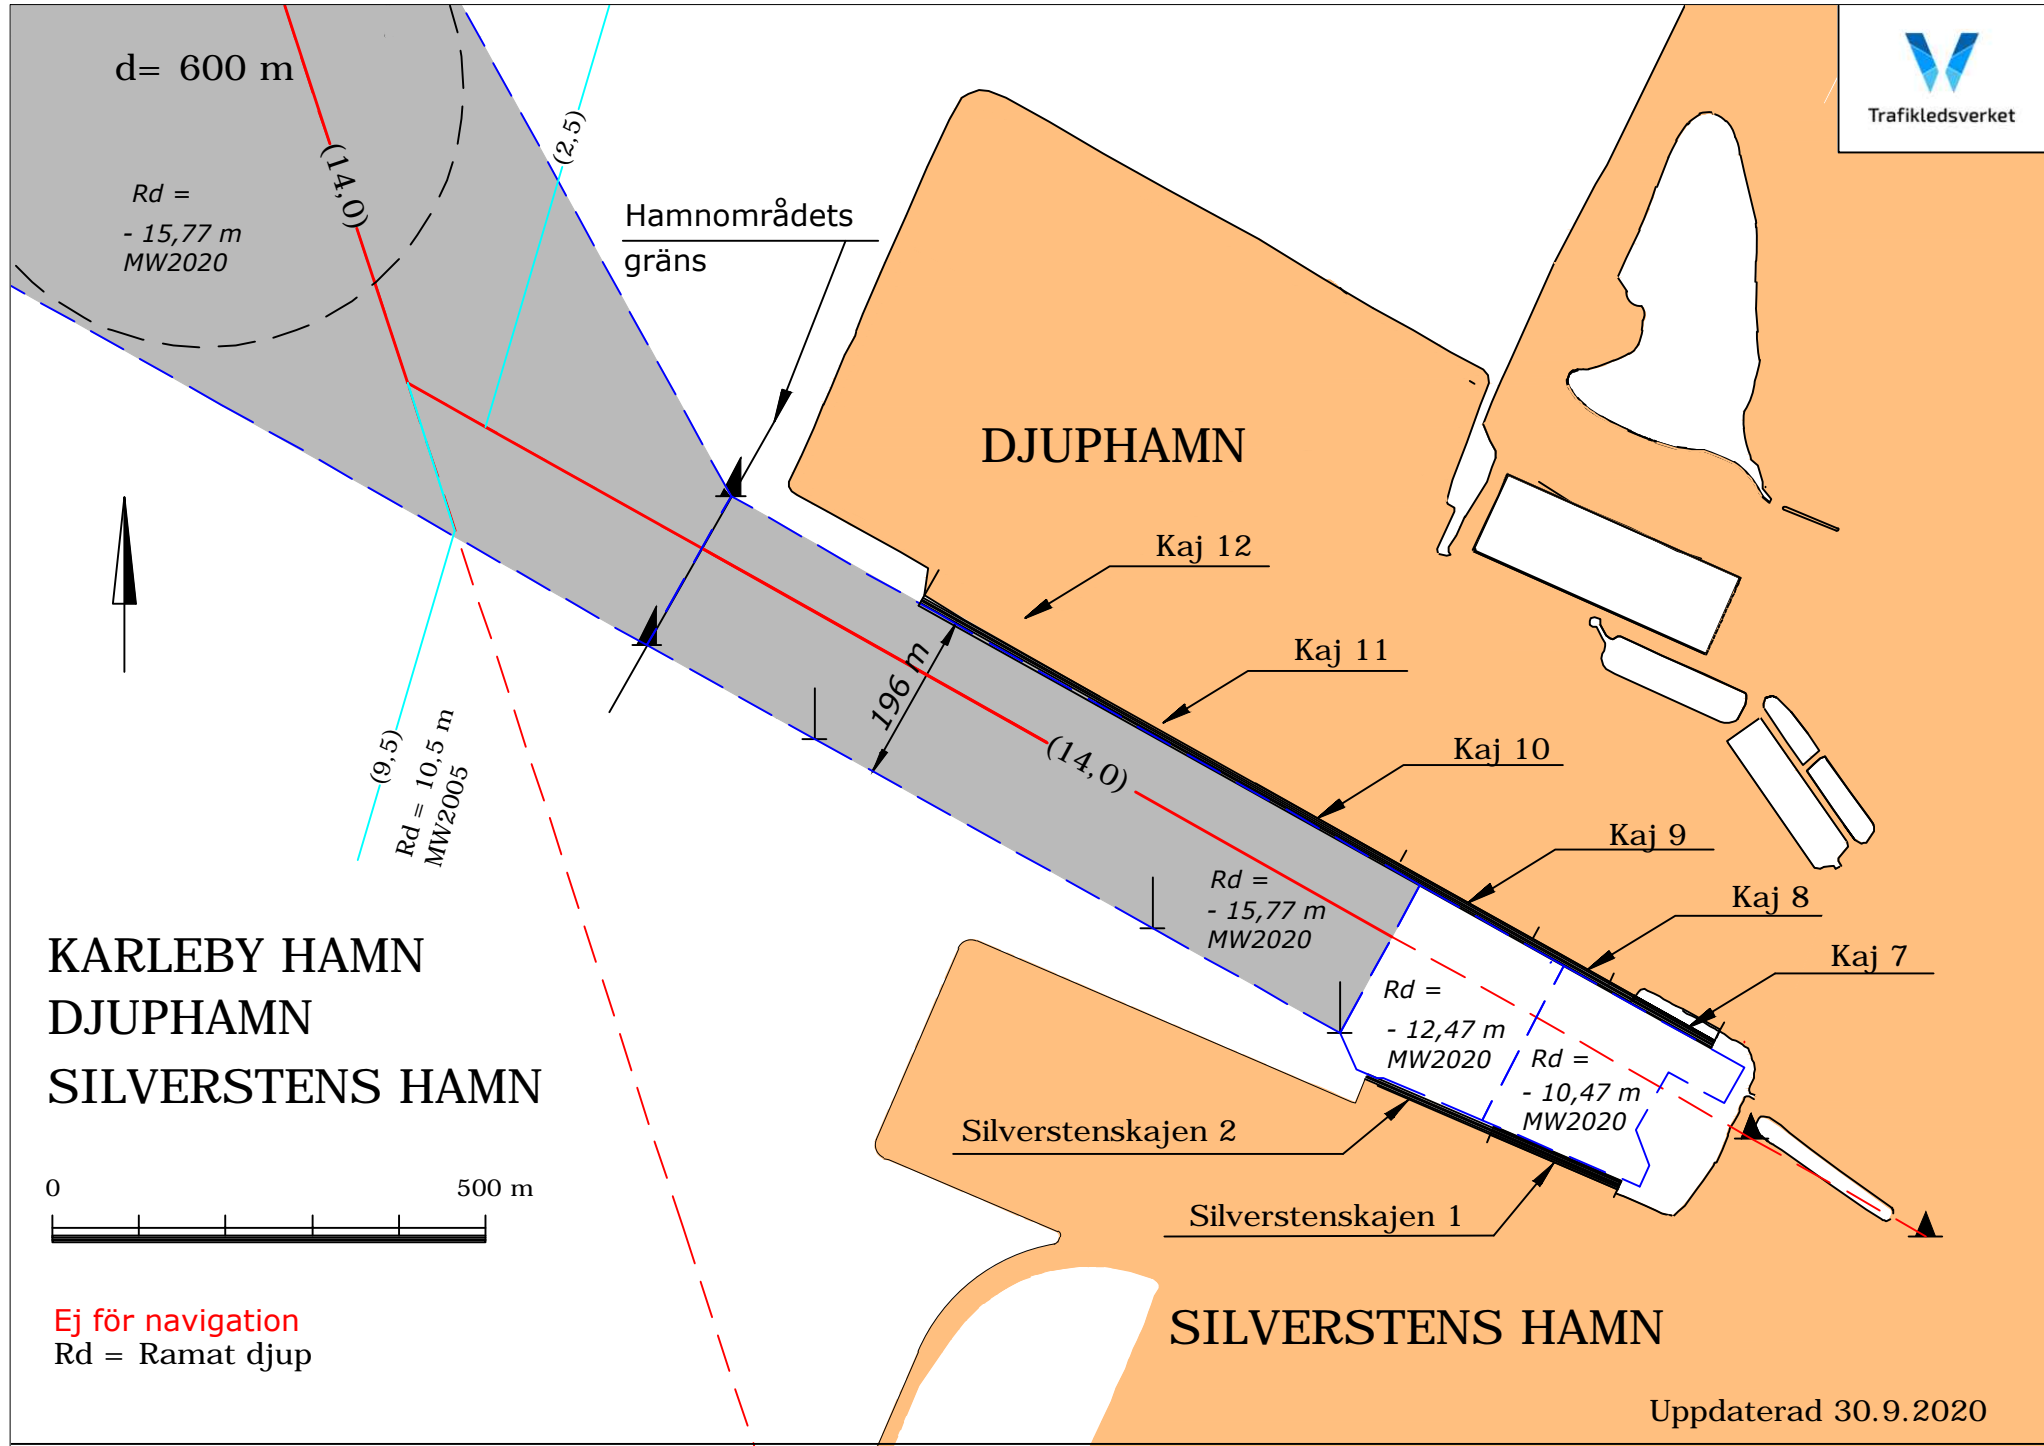 d= 600 m
Trafikledsverket
(14,0)
(2,5)
Rd =
- 15,77 m
MW2020
Hamnområdets
gräns
DJUPHAMN
Kaj 12
196 m
Kaj 11
(14,0)
Kaj 10
(9,5)
Rd = 10,5 m
MW2005
Kaj 9
Rd =
- 15,77 m
MW2020
Kaj 8
Kaj 7
KARLEBY HAMN
DJUPHAMN
SILVERSTENS HAMN
Rd =
- 12,47 m
MW2020
Rd =
- 10,47 m
MW2020
Silverstenskajen 2
Silverstenskajen 1
0 500 m
Ej för navigation
Rd = Ramat djup
SILVERSTENS HAMN
Uppdaterad 30.9.2020